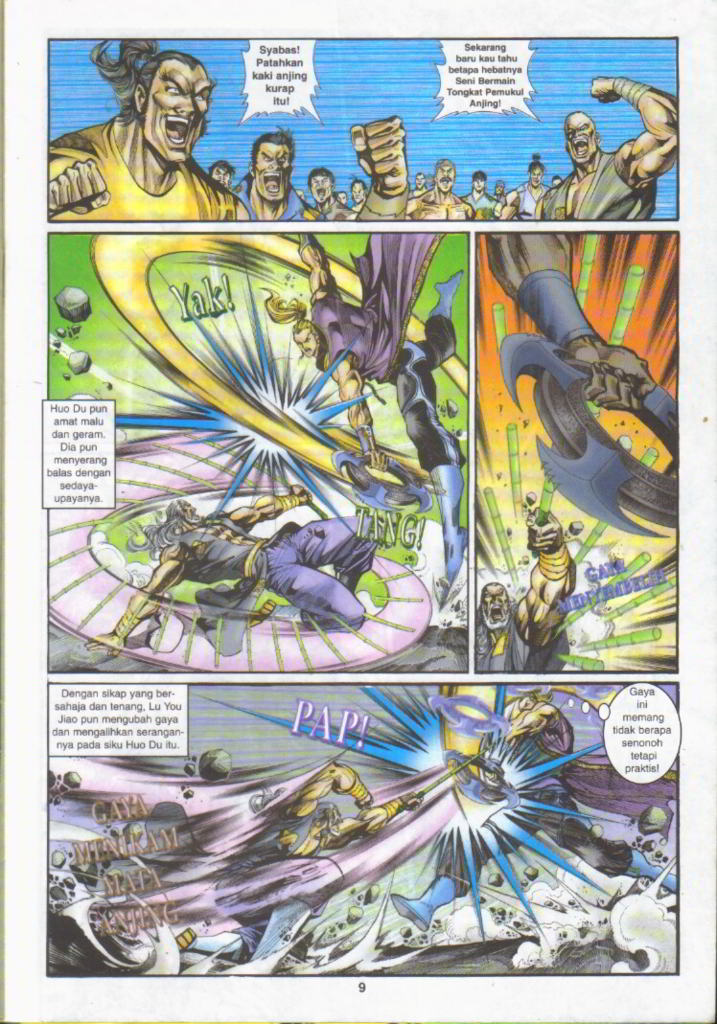 Syabas!
Patahkan
kaki anjing
kurap
itu!
Sekarang
baru kau tahu
betapa hebatnya
Seni Bermain
Tongkat Pemukul
Anjing!
Yak!
Huo Du pun
amat malu
dan geram.
Dia pun
menyerang
balas dengan
sedaya-
upayanya.
TANG!
GAYA
MENYEMBELIH
Dengan sikap yang ber-
sahaja dan tenang, Lu You
Jiao pun mengubah gaya
dan mengalihkan serangan-
nya pada siku Huo Du itu.
PAP!
Gaya
ini
memang
tidak berapa
senonoh
tetapi
praktis!
GAYA
MENIKAM
MATA
ANJING
9